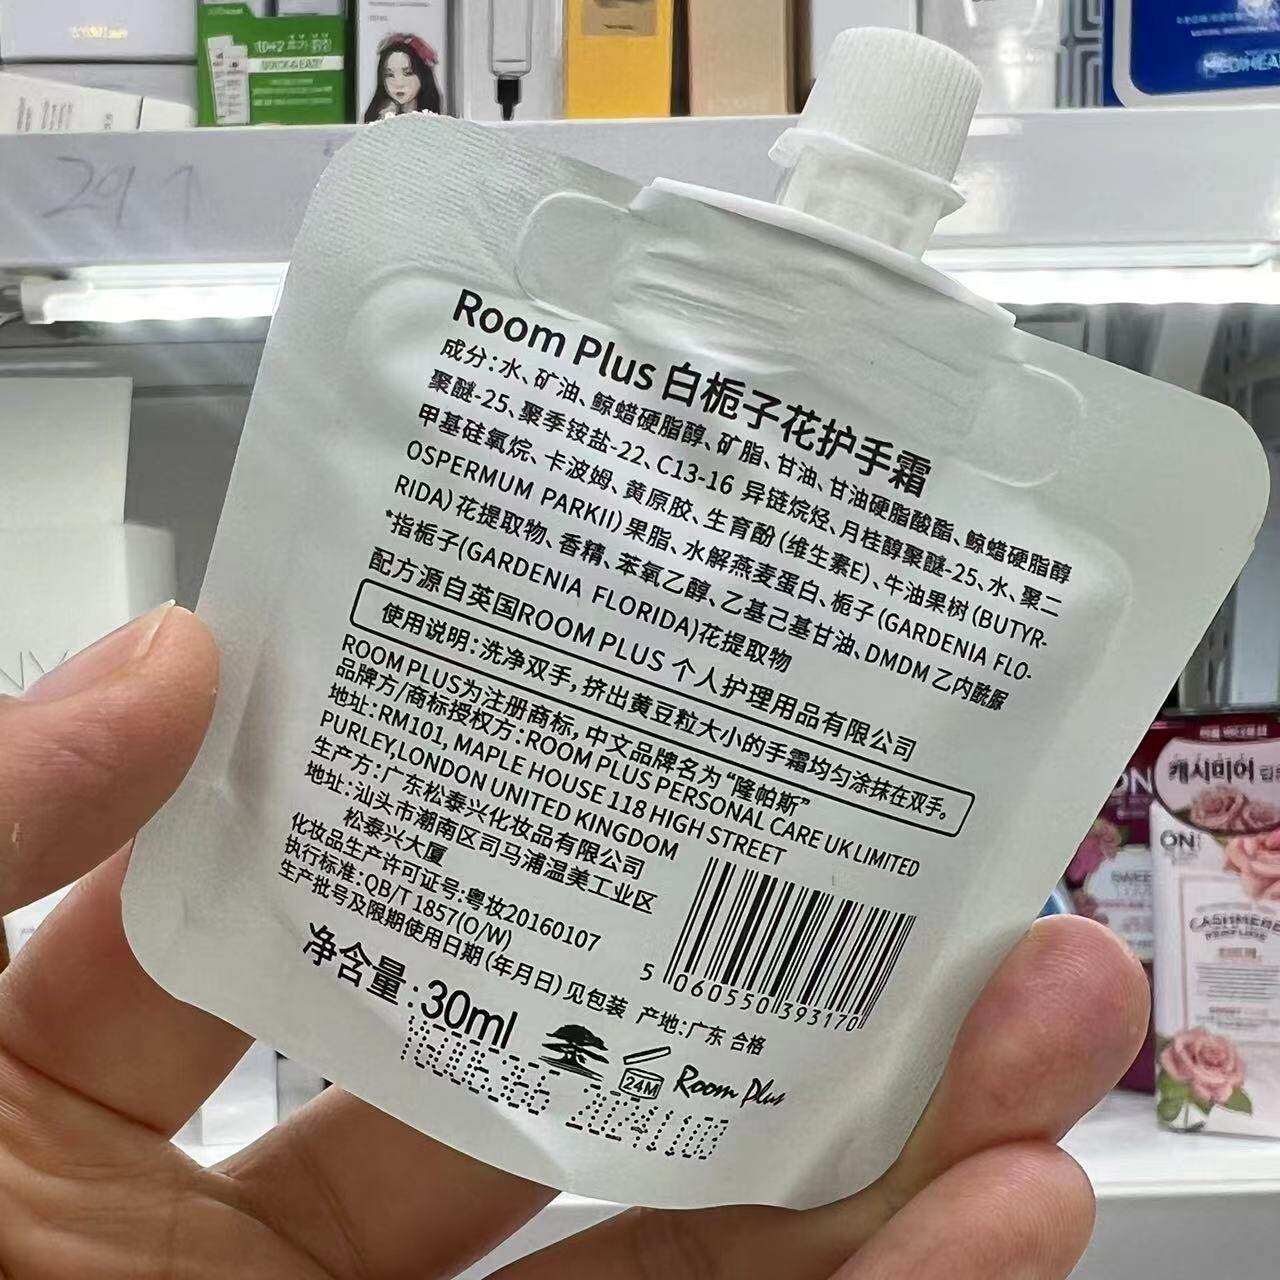 Room Plus 白栀子花护手霜
成分：水、矿油、鲸蜡硬脂醇、矿脂、甘油、甘油硬脂酸酯、鲸蜡硬脂醇
聚醚-25、聚季铵盐-22、C13-16 异链烷烃、月桂醇聚醚-25、水、聚二
甲基硅氧烷、卡波姆、黄原胶、生育酚(维生素E)、牛油果树(BUTYR-
OSPERMUM PARKII)果脂、水解燕麦蛋白、栀子(GARDENIA FLO-
RIDA)花提取物、香精、苯氧乙醇、乙基己基甘油、DMDM 乙内酰脲
*指栀子(GARDENIA FLORIDA)花提取物
配方源自英国ROOM PLUS 个人护理用品有限公司
使用说明：洗净双手，挤出黄豆粒大小的手霜均匀涂抹在双手。
ROOM PLUS为注册商标，中文品牌名为“隆帕斯”
品牌方/商标授权方：ROOM PLUS PERSONAL CARE UK LIMITED
地址：RM101, MAPLE HOUSE 118 HIGH STREET
PURLEY,LONDON UNITED KINGDOM
生产方：广东松泰兴化妆品有限公司
地址：汕头市潮南区司马浦温美工业区
松泰兴大厦
化妆品生产许可证号：粤妆20160107
执行标准：QB/T 1857(O/W)
生产批号及限期使用日期(年月日)见包装 产地：广东 合格
5 060550 393170
净含量：30ml
24M
Room Plus
29↑
10+2
QUICK & EASY
MEDIHEAL
캐시미어
ON
SWEET
CASHMERE
PERFUME